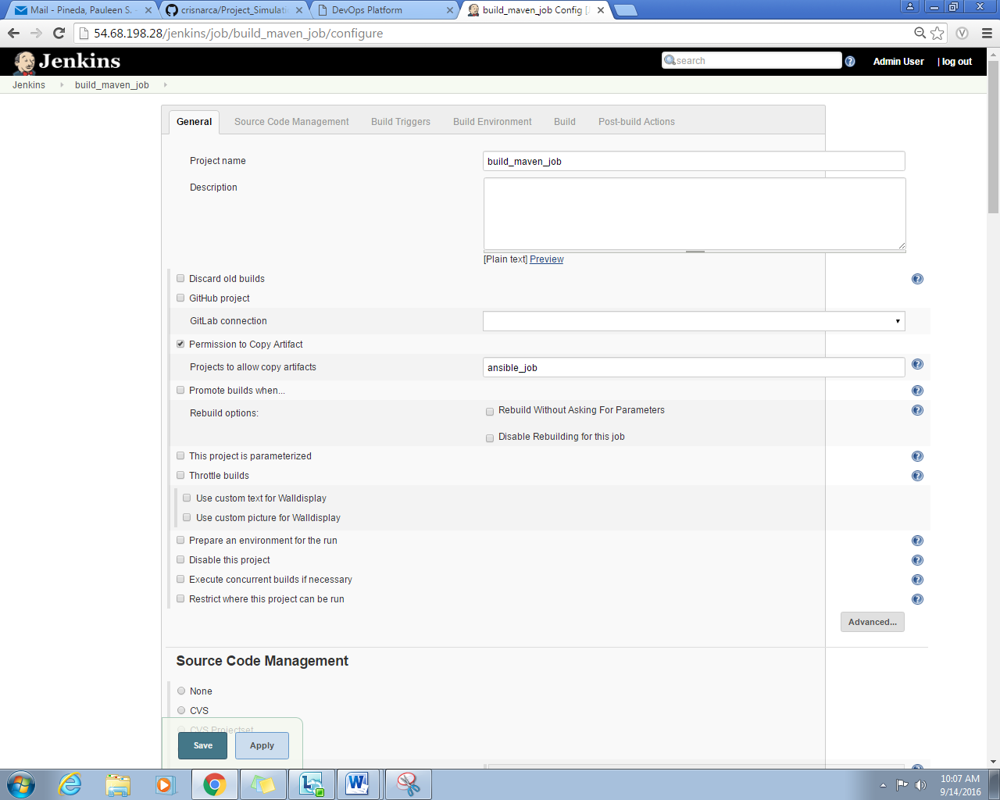 Mail - Pineda, Pauleen S. -
crisnarca/Project_Simulati
DevOps Platform
build_maven_job Config [J
54.68.198.28/jenkins/job/build_maven_job/configure
Jenkins
search
Admin User
| log out
Jenkins
build_maven_job
General
Source Code Management
Build Triggers
Build Environment
Build
Post-build Actions
Project name
build_maven_job
Description
[Plain text] Preview
Discard old builds
GitHub project
GitLab connection
Permission to Copy Artifact
Projects to allow copy artifacts
ansible_job
Promote builds when...
Rebuild options:
Rebuild Without Asking For Parameters
Disable Rebuilding for this job
This project is parameterized
Throttle builds
Use custom text for Walldisplay
Use custom picture for Walldisplay
Prepare an environment for the run
Disable this project
Execute concurrent builds if necessary
Restrict where this project can be run
Advanced...
Source Code Management
None
CVS
CVS Projectset
Save
Apply
10:07 AM
9/14/2016